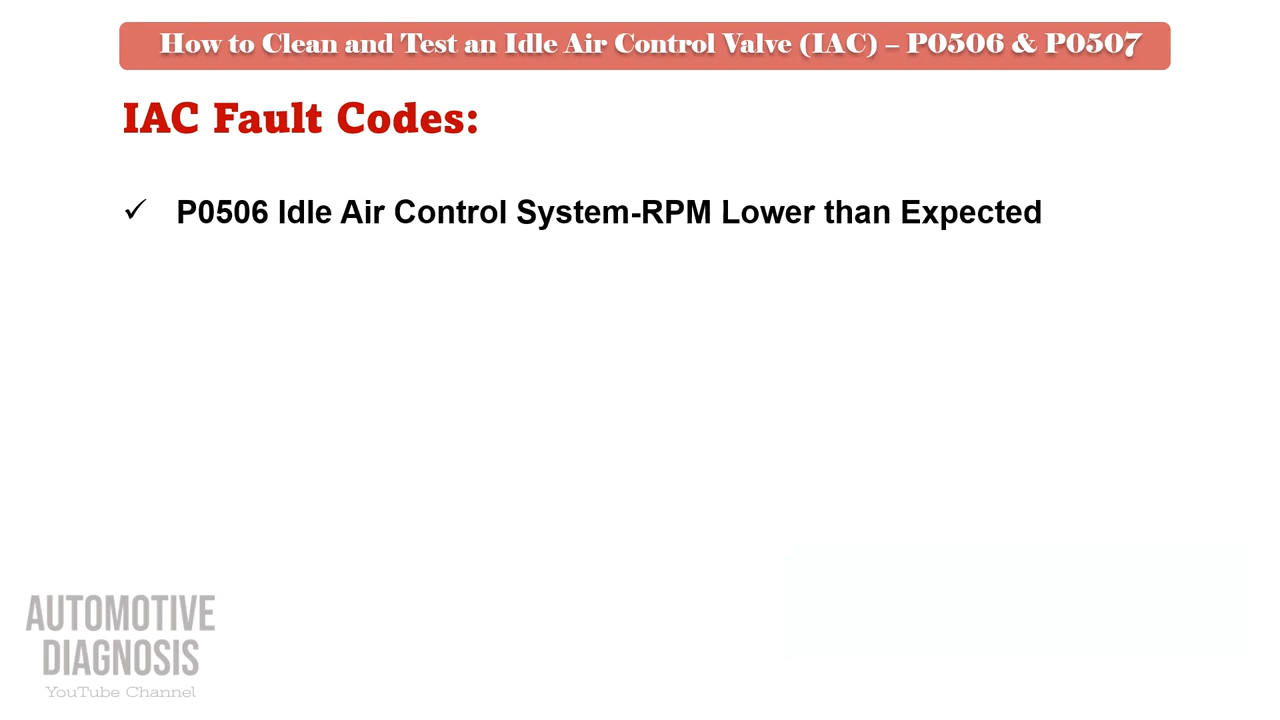 How to Clean and Test an Idle Air Control Valve (IAC) – P0506 & P0507
IAC Fault Codes:
✓ P0506 Idle Air Control System-RPM Lower than Expected
AUTOMOTIVE
DIAGNOSIS
YouTube Channel